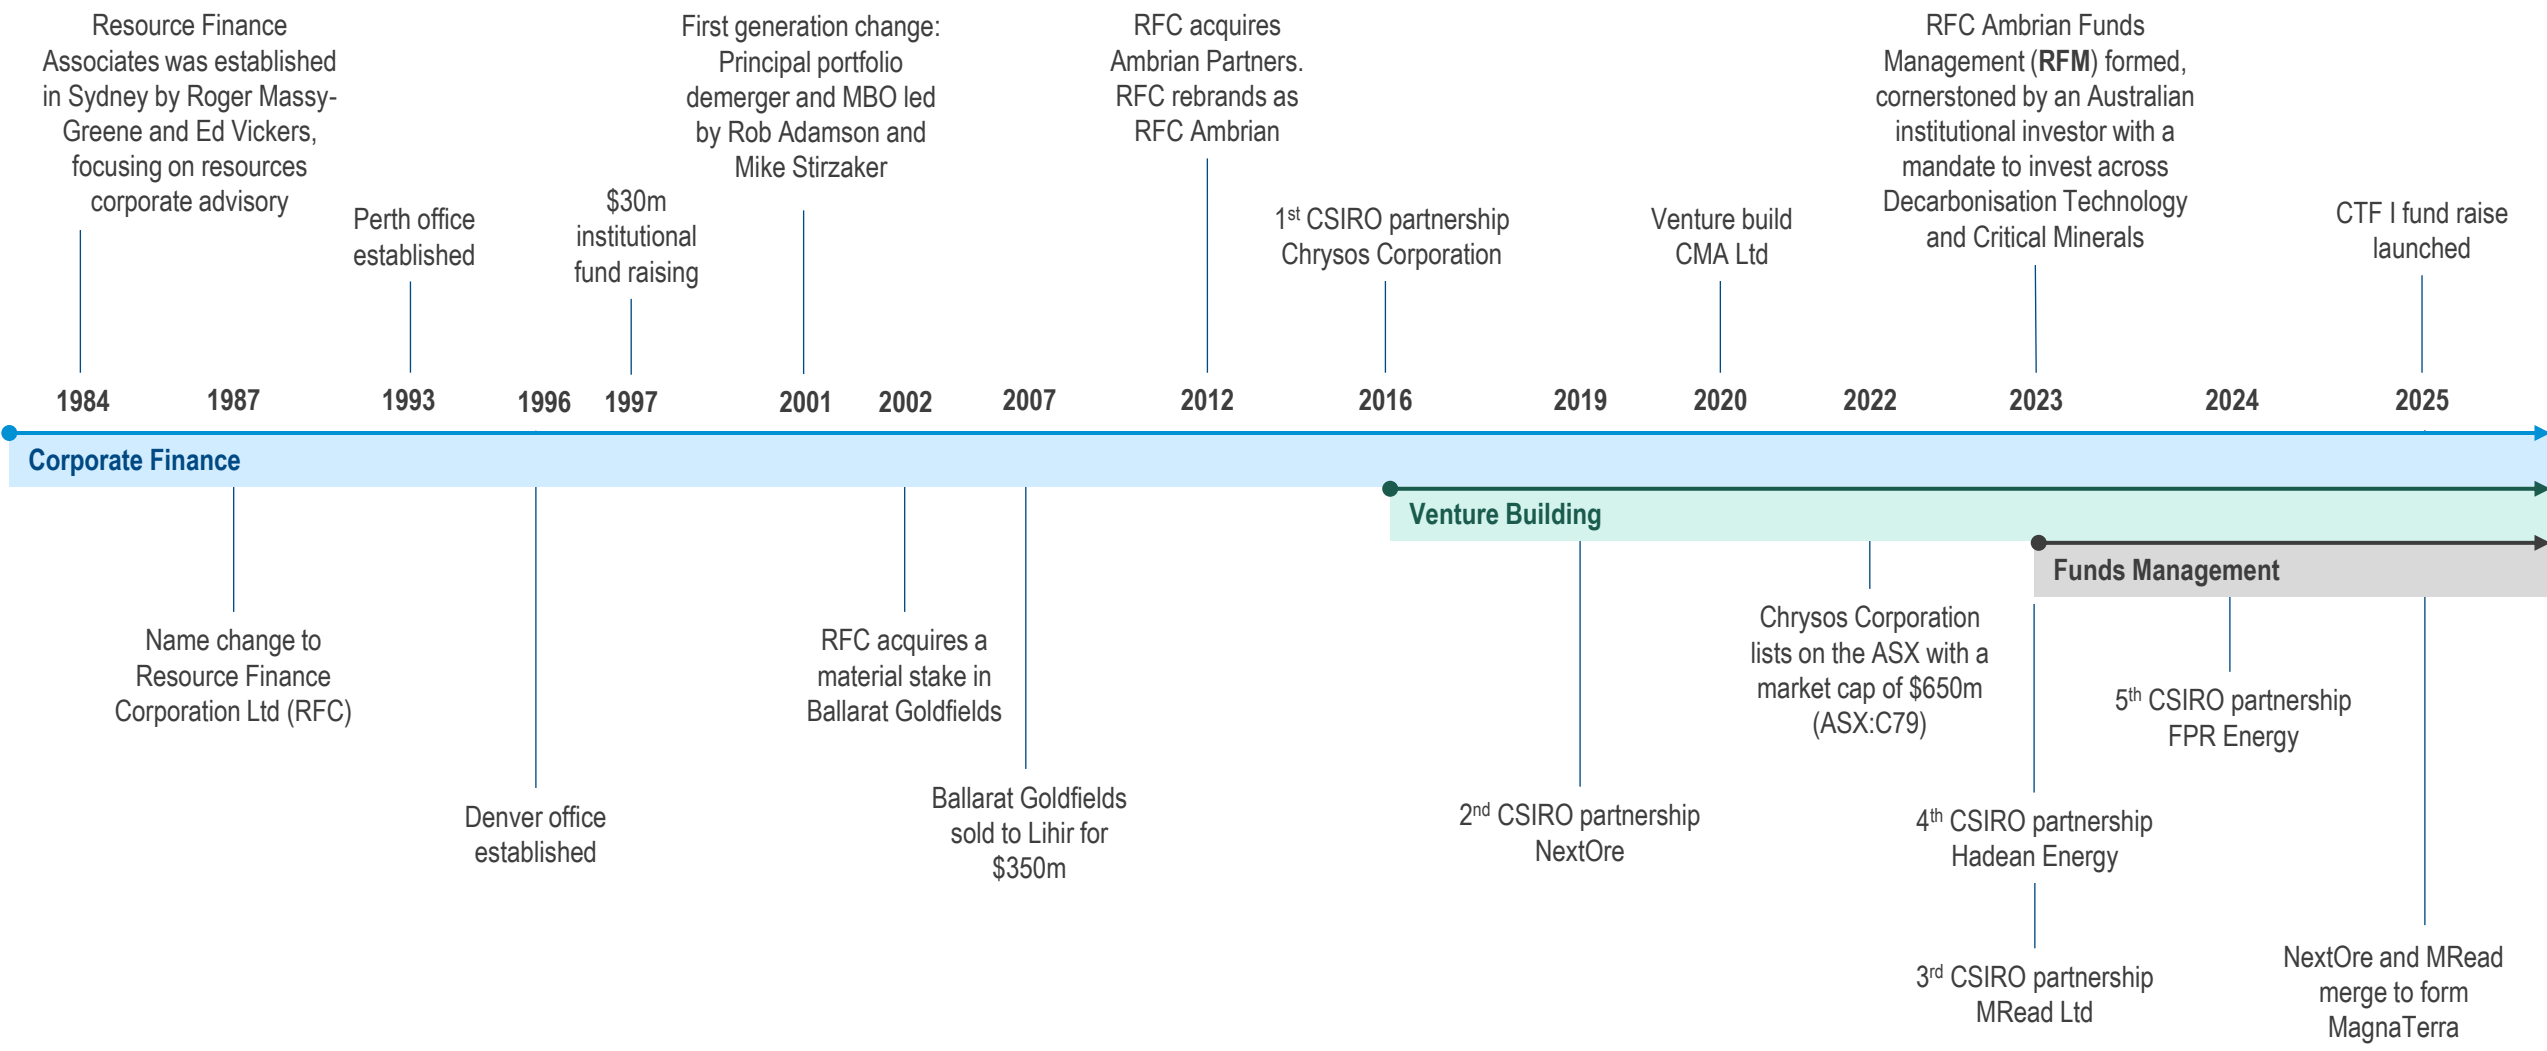 Resource Finance
Associates was established
in Sydney by Roger Massy-
Greene and Ed Vickers,
focusing on resources
corporate advisory
Perth office
established
$30m
institutional
fund raising
First generation change:
Principal portfolio
demerger and MBO led
by Rob Adamson and
Mike Stirzaker
RFC acquires
Ambrian Partners.
RFC rebrands as
RFC Ambrian
1st CSIRO partnership
Chrysos Corporation
Venture build
CMA Ltd
RFC Ambrian Funds
Management (RFM) formed,
cornerstoned by an Australian
institutional investor with a
mandate to invest across
Decarbonisation Technology
and Critical Minerals
CTF I fund raise
launched
1984 1987 1993 1996 1997 2001 2002 2007 2012 2016 2019 2020 2022 2023 2024 2025
Corporate Finance
Venture Building
Funds Management
Name change to
Resource Finance
Corporation Ltd (RFC)
Denver office
established
RFC acquires a
material stake in
Ballarat Goldfields
Ballarat Goldfields
sold to Lihir for
$350m
2nd CSIRO partnership
NextOre
Chrysos Corporation
lists on the ASX with a
market cap of $650m
(ASX:C79)
4th CSIRO partnership
Hadean Energy
3rd CSIRO partnership
MRead Ltd
5th CSIRO partnership
FPR Energy
NextOre and MRead
merge to form
MagnaTerra